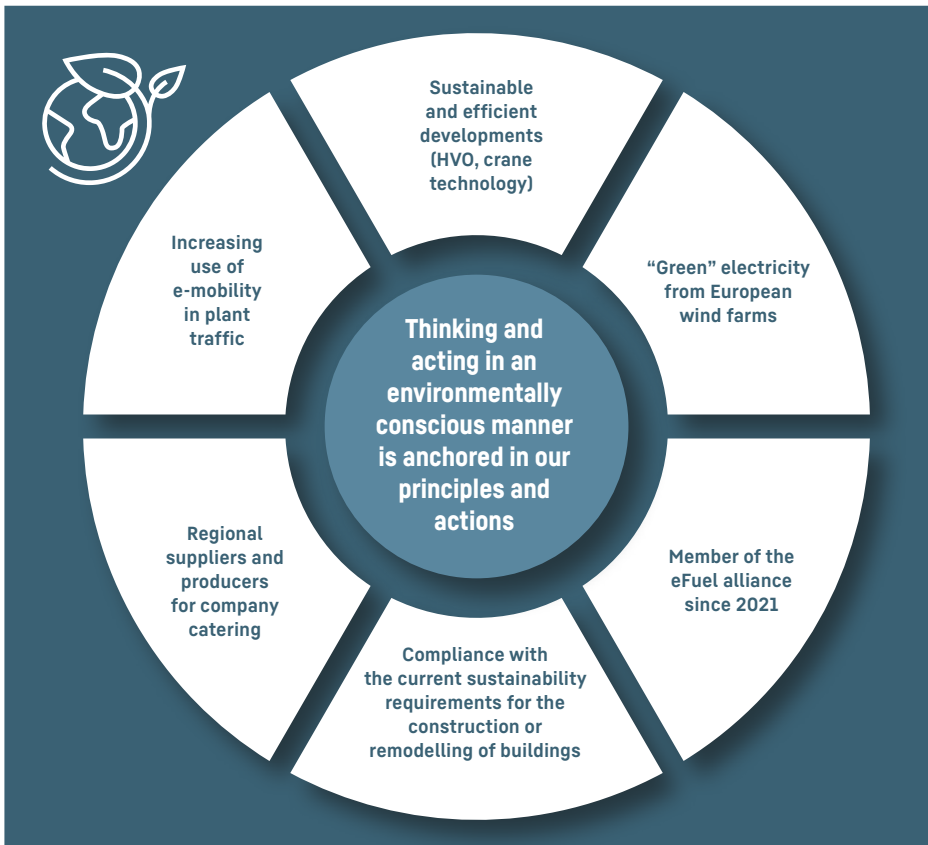 Sustainable
and efficient
developments
(HVO, crane
technology)
“Green” electricity
from European
wind farms
Member of the
eFuel alliance
since 2021
Compliance with
the current sustainability
requirements for the
construction or
remodelling of buildings
Regional
suppliers and
producers
for company
catering
Increasing
use of
e-mobility
in plant
traffic
Thinking and
acting in an
environmentally
conscious manner
is anchored in our
principles and
actions